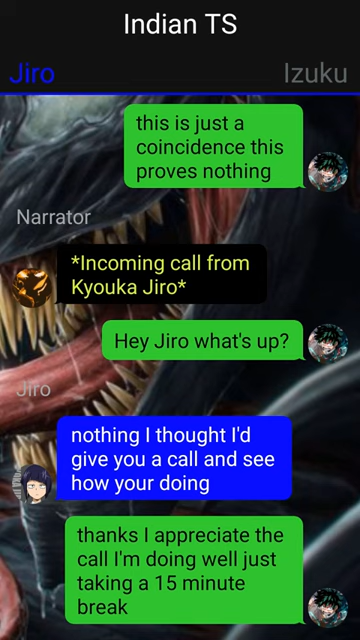 Indian TS
Jiro
Izuku
this is just a
coincidence this
proves nothing
Narrator
*Incoming call from
Kyouka Jiro*
Hey Jiro what's up?
Jiro
nothing I thought I'd
give you a call and see
how your doing
thanks I appreciate the
call I'm doing well just
taking a 15 minute
break